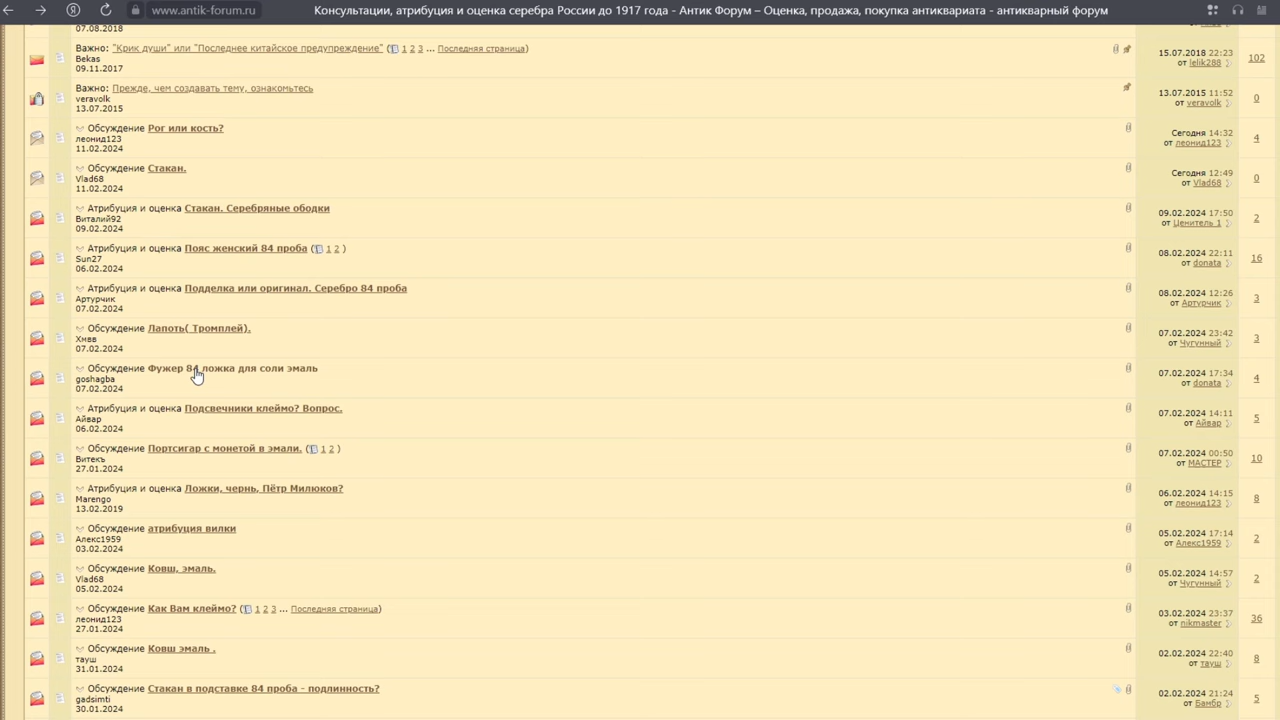 www.antik-forum.ru
Консультации, атрибуция и оценка серебра России до 1917 года - Антик Форум – Оценка, продажа, покупка антиквариата - антикварный форум
07.08.2018
Важно: "Крик души" или "Последнее китайское предупреждение" ( 1 2 3 ... Последняя страница)
Bekas
09.11.2017
15.07.2018 22:23
от lelik288
102
Важно: Прежде, чем создавать тему, ознакомьтесь
veravolk
13.07.2015
13.07.2015 11:52
от veravolk
0
Обсуждение Рог или кость?
леонид123
11.02.2024
Сегодня 14:32
от леонид123
4
Обсуждение Стакан.
Vlad68
11.02.2024
Сегодня 12:49
от Vlad68
0
Атрибуция и оценка Стакан. Серебряные ободки
Виталий92
09.02.2024
09.02.2024 17:50
от Ценитель 1
2
Атрибуция и оценка Пояс женский 84 проба ( 1 2 )
Sun27
06.02.2024
08.02.2024 22:11
от donata
16
Атрибуция и оценка Подделка или оригинал. Серебро 84 проба
Артурчик
07.02.2024
08.02.2024 12:26
от Артурчик
3
Обсуждение Лапоть( Тромплей).
Хнав
07.02.2024
07.02.2024 23:42
от Чугунный
3
Обсуждение Фужер 84 ложка для соли эмаль
goshagba
07.02.2024
07.02.2024 17:34
от donata
4
Атрибуция и оценка Подсвечники клеймо? Вопрос.
Айвар
06.02.2024
07.02.2024 14:11
от Айвар
5
Обсуждение Портсигар с монетой в эмали. ( 1 2 )
Витекъ
27.01.2024
07.02.2024 00:50
от МАСТЕР
10
Атрибуция и оценка Ложки, чернь, Пётр Милюков?
Marengo
13.02.2019
06.02.2024 14:15
от леонид123
8
Обсуждение атрибуция вилки
Алекс1959
03.02.2024
05.02.2024 17:14
от Алекс1959
2
Обсуждение Ковш, эмаль.
Vlad68
05.02.2024
05.02.2024 14:57
от Чугунный
2
Обсуждение Как Вам клеймо? ( 1 2 3 ... Последняя страница)
леонид123
27.01.2024
03.02.2024 23:37
от nikmaster
36
Обсуждение Ковш эмаль .
тауш
31.01.2024
02.02.2024 22:40
от тауш
8
Обсуждение Стакан в подставке 84 проба - подлинность?
gadsimti
30.01.2024
02.02.2024 21:24
от Бамбр
5